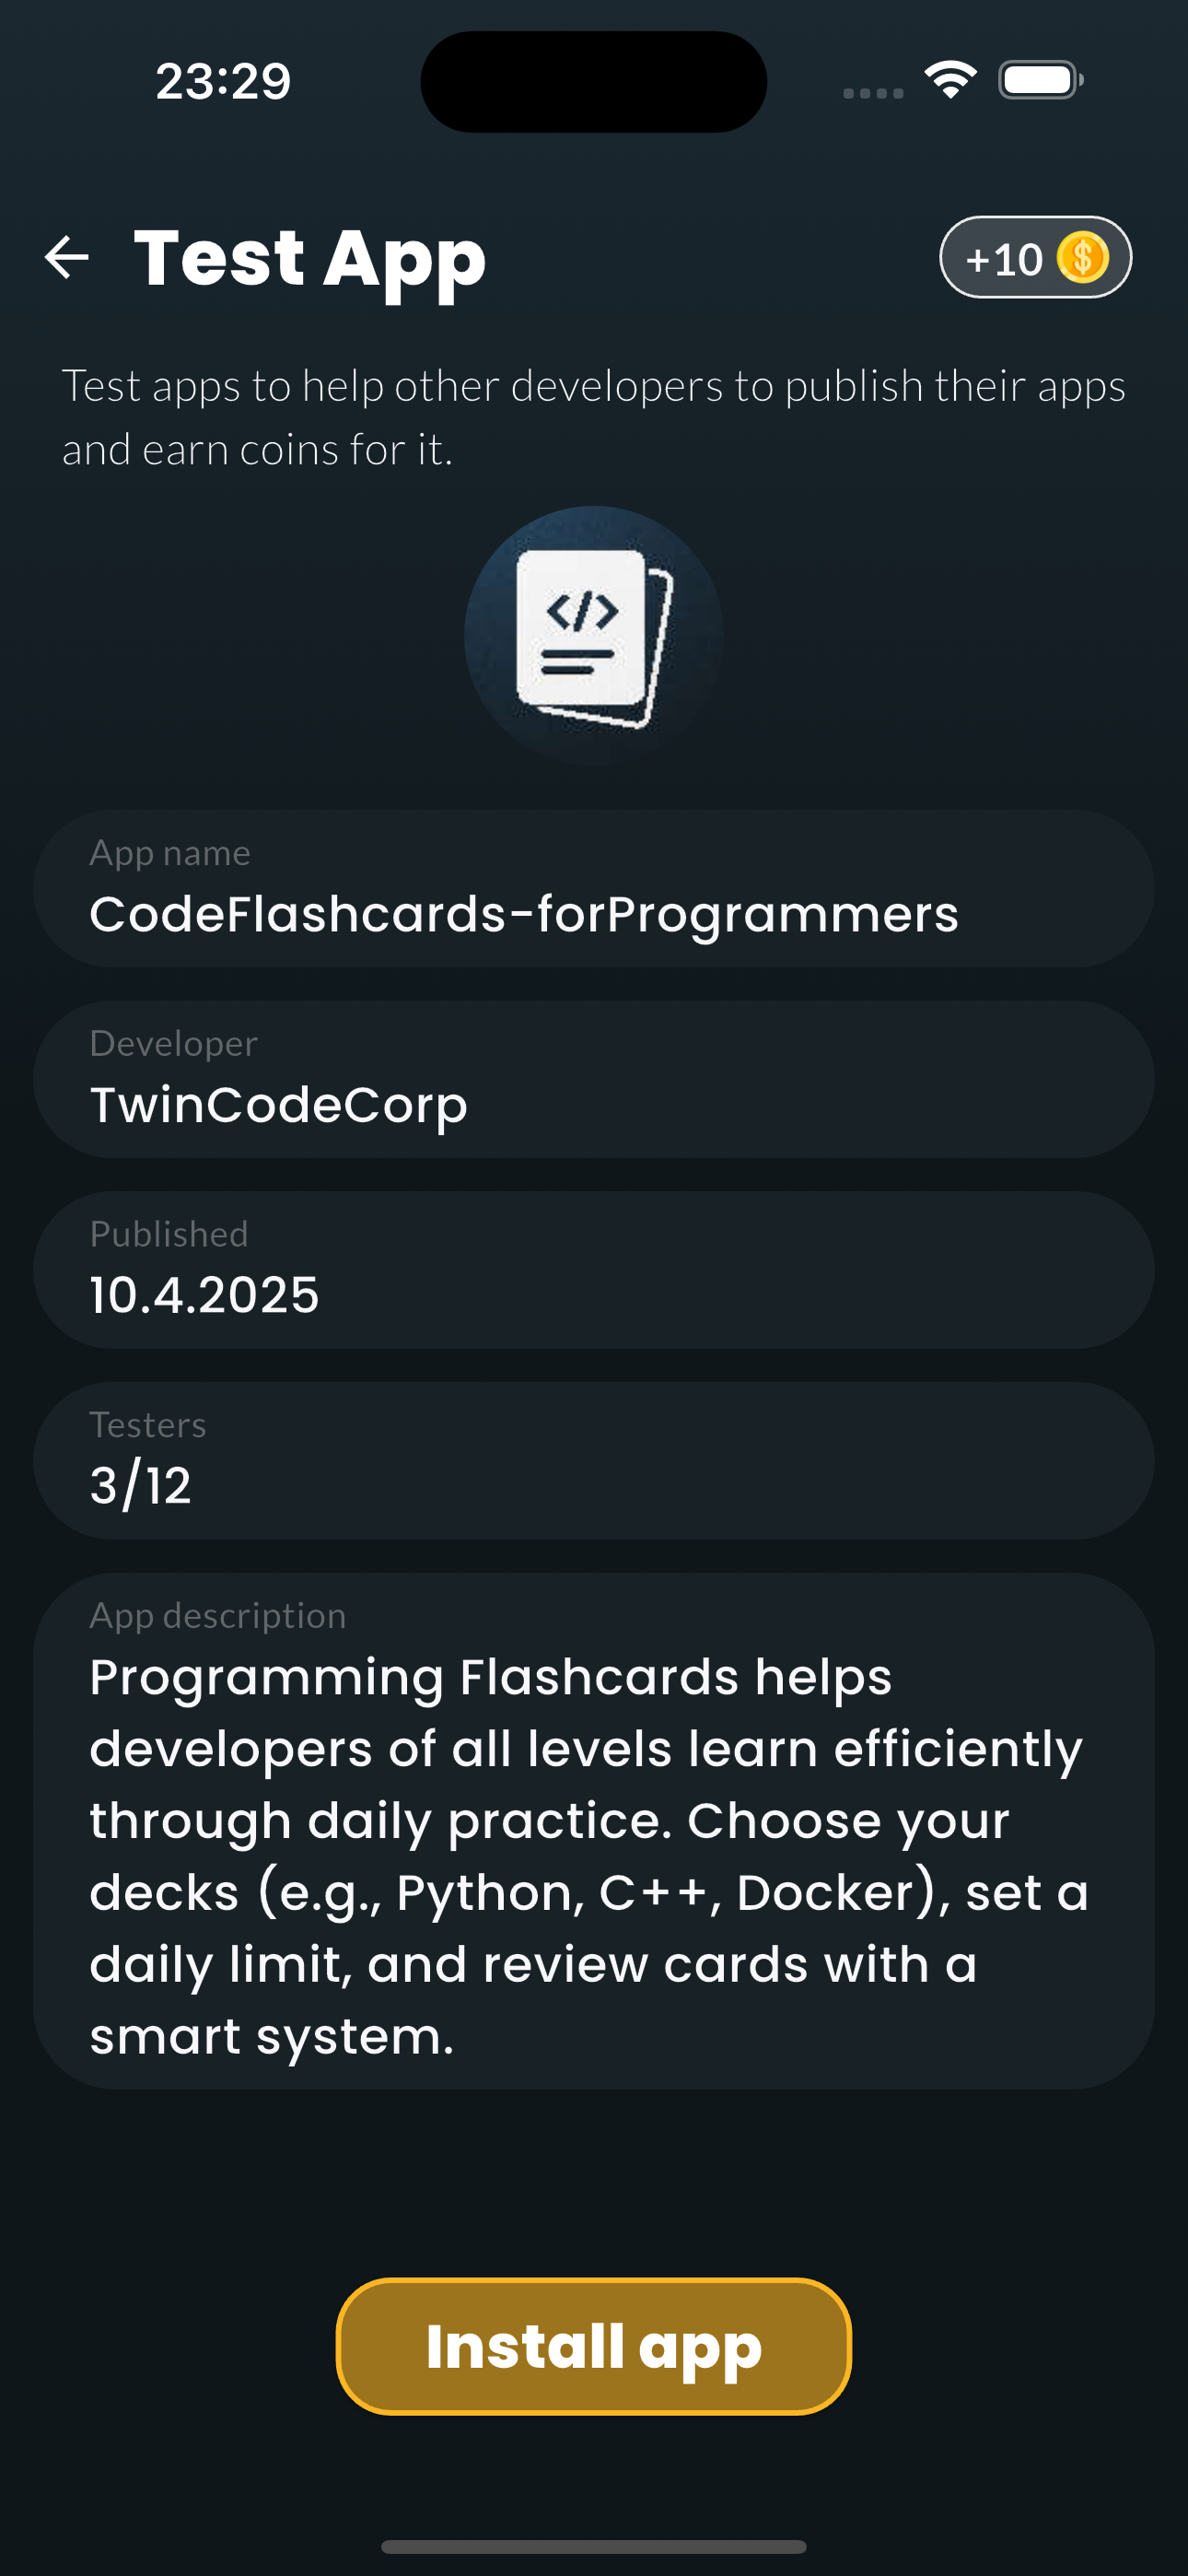 23:29
Test App
+10
Test apps to help other developers to publish their apps
and earn coins for it.
</>
App name
CodeFlashcards-forProgrammers
Developer
TwinCodeCorp
Published
10.4.2025
Testers
3/12
App description
Programming Flashcards helps
developers of all levels learn efficiently
through daily practice. Choose your
decks (e.g., Python, C++, Docker), set a
daily limit, and review cards with a
smart system.
Install app